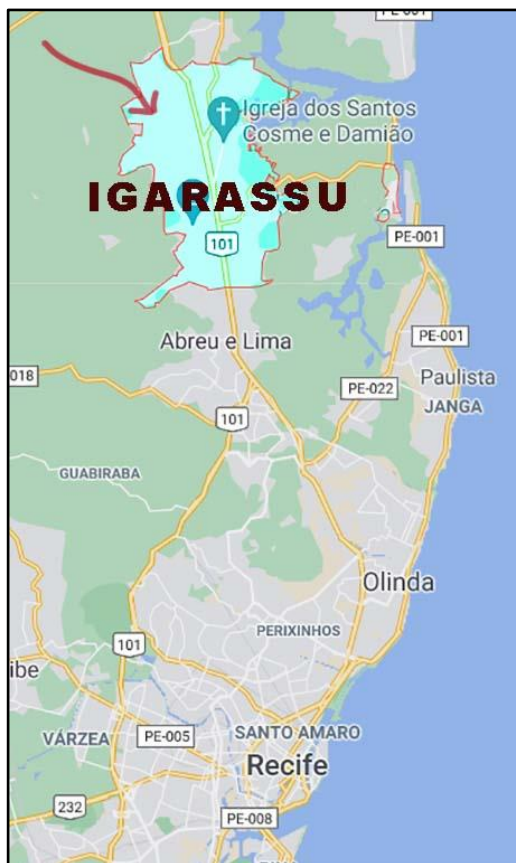 PE-001
Igreja dos Santos
Cosme e Damião
IGARASSU
101
PE-001
Abreu e Lima
PE-001
018
PE-022
Paulista
JANGA
101
GUABIRABA
Olinda
PERIXINHOS
101
ibe
VÁRZEA
PE-005
SANTO AMARO
Recife
232
PE-008